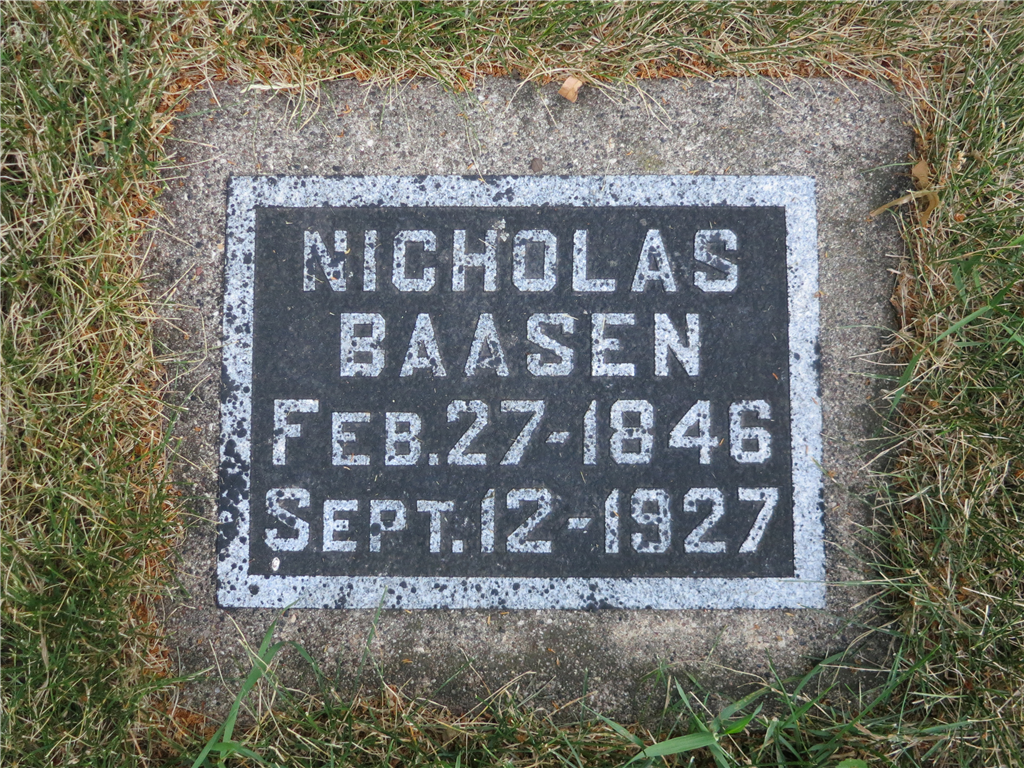 NICHOLAS
BAASEN
FEB. 27-1846
SEPT. 12-1927